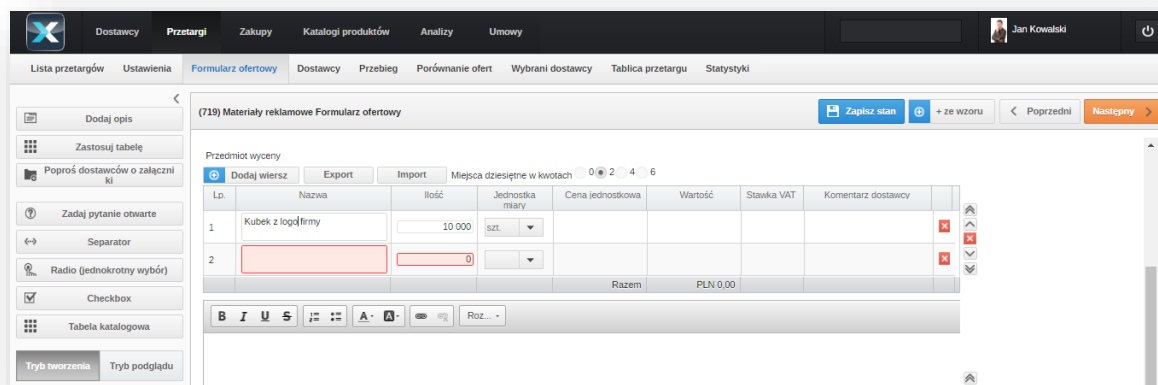 Dostawcy Przetargi Zakupy Katalogi produktów Analizy Umowy Jan Kowalski
Lista przetargów Ustawienia Formularz ofertowy Dostawcy Przebieg Porównanie ofert Wybrani dostawcy Tablica przetargu Statystyki
(719) Materiały reklamowe Formularz ofertowy
Zapisz stan + ze wzoru Poprzedni Następny
Dodaj opis
Zastosuj tabelę
Poproś dostawców o załączni
ki
Zadaj pytanie otwarte
Separator
Radio (jednokrotny wybór)
Checkbox
Tabela katalogowa
Tryb tworzenia Tryb podglądu
Przedmiot wyceny
Dodaj wiersz Export Import Miejsca dziesiętne w kwotach 0 2 4 6
Lp. Nazwa Ilość Jednostka miary Cena jednostkowa Wartość Stawka VAT Komentarz dostawcy
1 Kubek z logo firmy 10 000 szt.
2 0
Razem PLN 0,00
B I U S A A Roz...